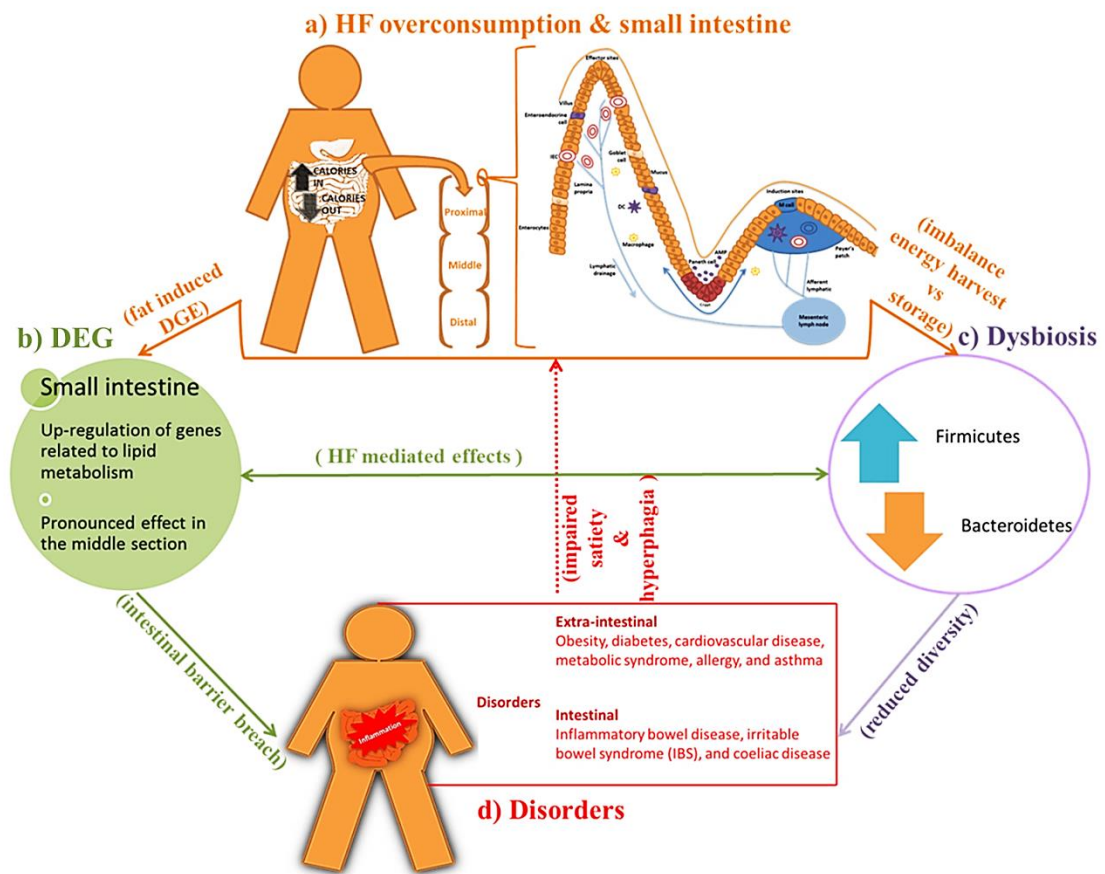 a) HF overconsumption & small intestine
CALORIES
IN
CALORIES
OUT
Proximal
Middle
Distal
Effector sites
Villus
Enteroendocrine
cell
IEC
Goblet
cell
Mucus
Lamina
propria
DC
Macrophage
Enterocytes
Lymphatic
drainage
Paneth cell
AMP
Crypt
Induction sites
M cell
Peyer's
patch
Afferent
lymphatic
Mesenteric
lymph node
(fat induced
DGE)
(imbalance
energy harvest
vs
storage)
b) DEG
Small intestine
Up-regulation of genes
related to lipid
metabolism
Pronounced effect in
the middle section
c) Dysbiosis
Firmicutes
Bacteroidetes
( HF mediated effects )
(impaired
satiety
&
hyperphagia )
(intestinal barrier breach)
(reduced diversity)
Inflammation
Disorders
Extra-intestinal
Obesity, diabetes, cardiovascular disease,
metabolic syndrome, allergy, and asthma
Intestinal
Inflammatory bowel disease, irritable
bowel syndrome (IBS), and coeliac disease
d) Disorders